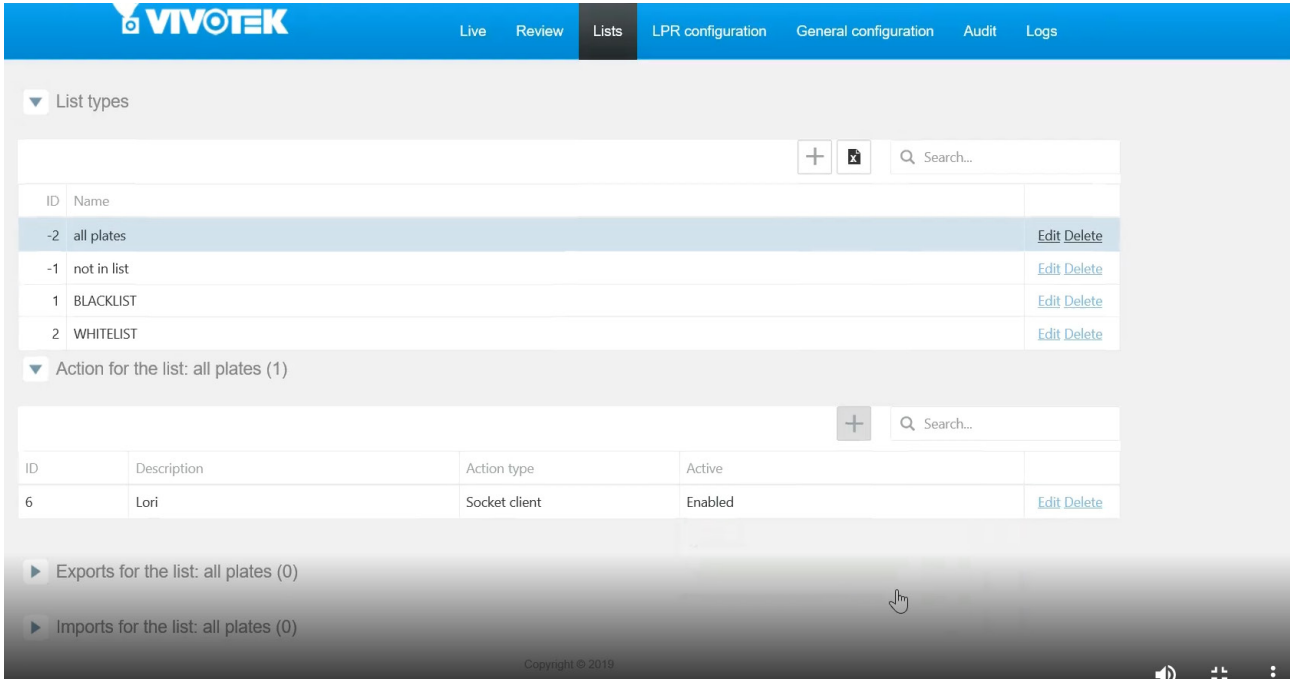 VIVOTEK
Live Review Lists LPR configuration General configuration Audit Logs
List types
Search...
ID Name
-2 all plates Edit Delete
-1 not in list Edit Delete
1 BLACKLIST Edit Delete
2 WHITELIST Edit Delete
Action for the list: all plates (1)
Search...
ID Description Action type Active
6 Lori Socket client Enabled Edit Delete
Exports for the list: all plates (0)
Imports for the list: all plates (0)
Copyright © 2019